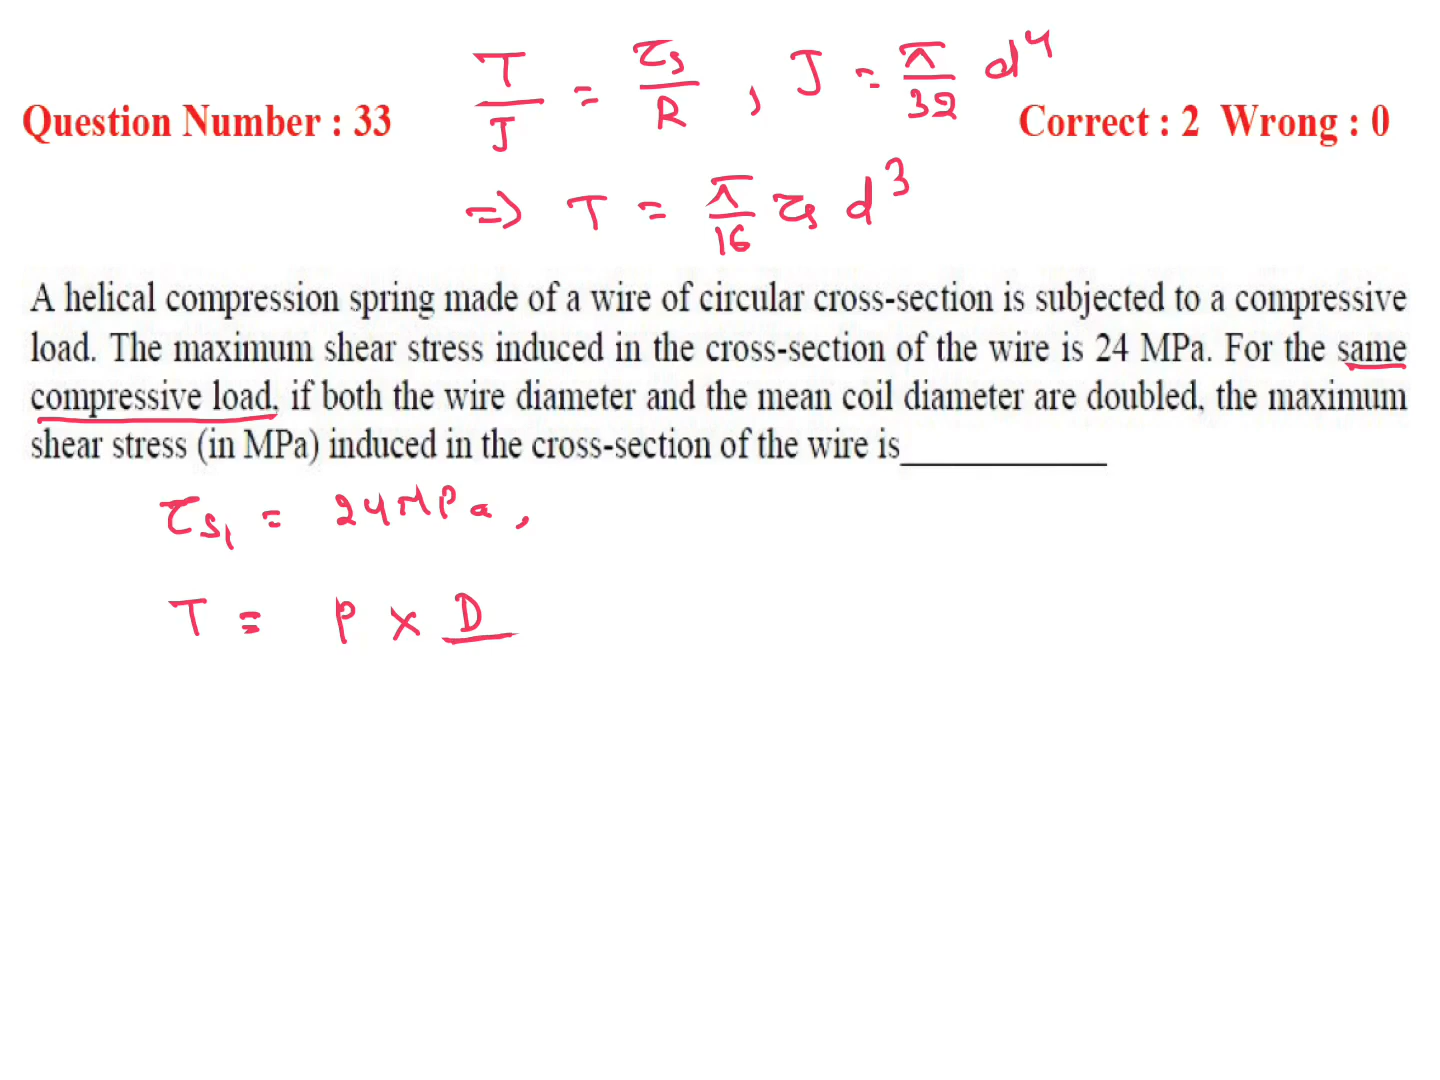 T/J = τs/R , J = π/32 d⁴
Question Number : 33 Correct : 2 Wrong : 0
⇒ T = π/16 τs d³
A helical compression spring made of a wire of circular cross-section is subjected to a compressive
load. The maximum shear stress induced in the cross-section of the wire is 24 MPa. For the same
compressive load, if both the wire diameter and the mean coil diameter are doubled, the maximum
shear stress (in MPa) induced in the cross-section of the wire is____________
τs₁ = 24 MPa,
T = P × D